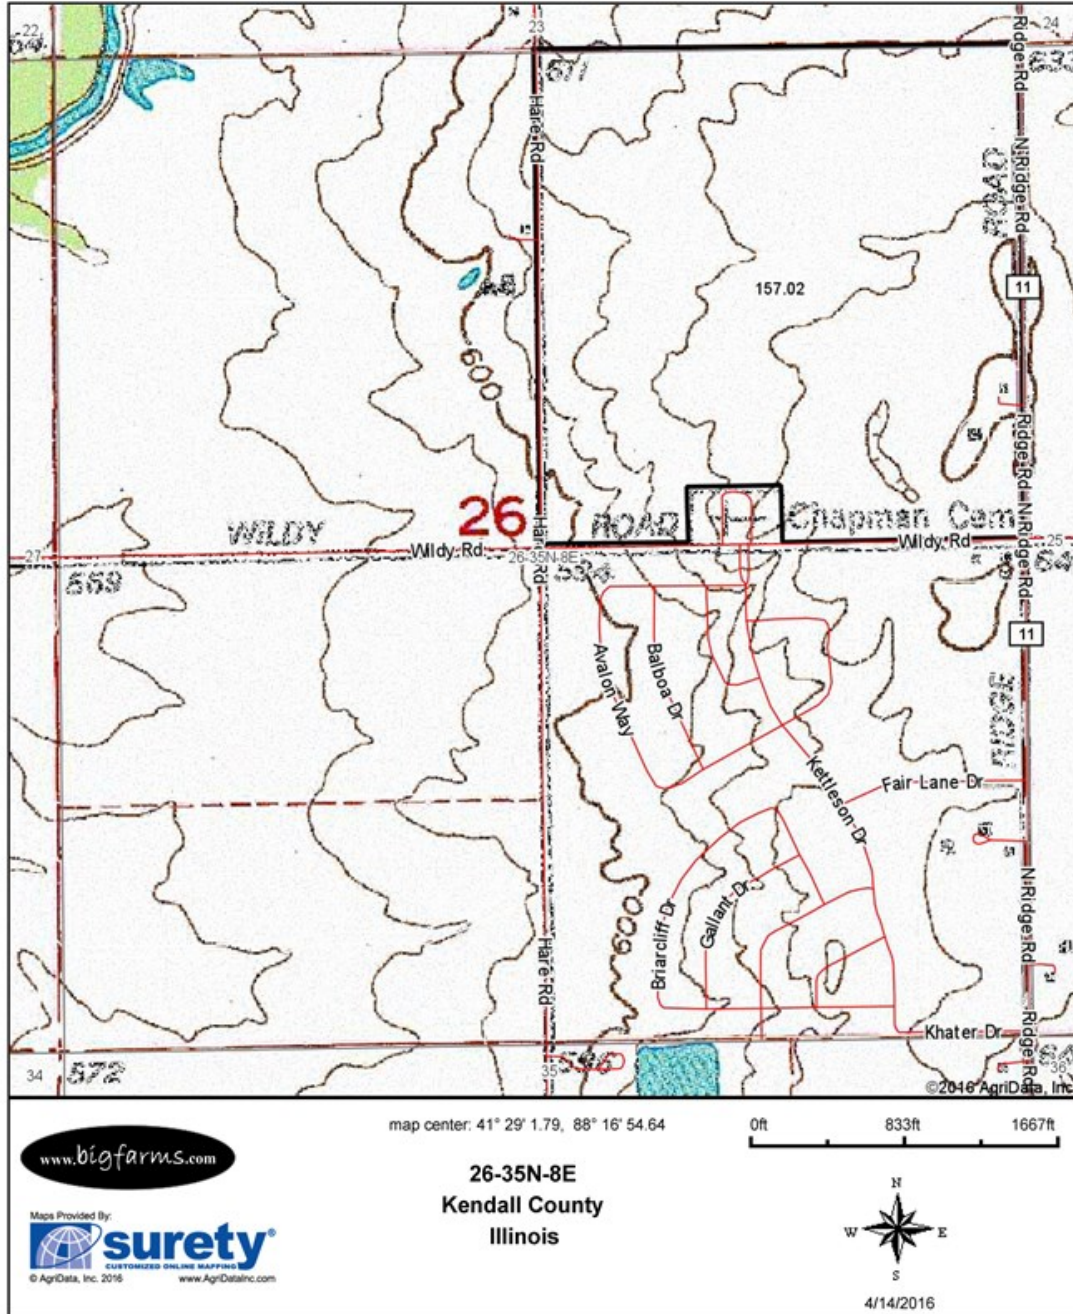 22
23
24
Ridge Rd
Hare Rd
N Ridge Rd
157.02
11
600
N Ridge Rd
Ridge Rd
26
WILDY
ROAD
Chapman Cem
Hare Rd
N Ridge Rd
27
Wildy Rd
26-35N-8E
Wildy Rd
25
569
11
Avalon Way
Balboa Dr
RIDGE
Kettleson Dr
Fair Lane Dr
600
Briarcliff Dr
Gallant Dr
N Ridge Rd
Hare Rd
Khater Dr
Ridge Rd
34
572
35
36
©2016 AgriData, Inc
map center: 41° 29' 1.79, 88° 16' 54.64
0ft
833ft
1667ft
www.bigfarms.com
26-35N-8E
Kendall County
Illinois
Maps Provided By:
surety®
CUSTOMIZED ONLINE MAPPING
© AgriData, Inc. 2016
www.AgriDataInc.com
N
W
E
S
4/14/2016